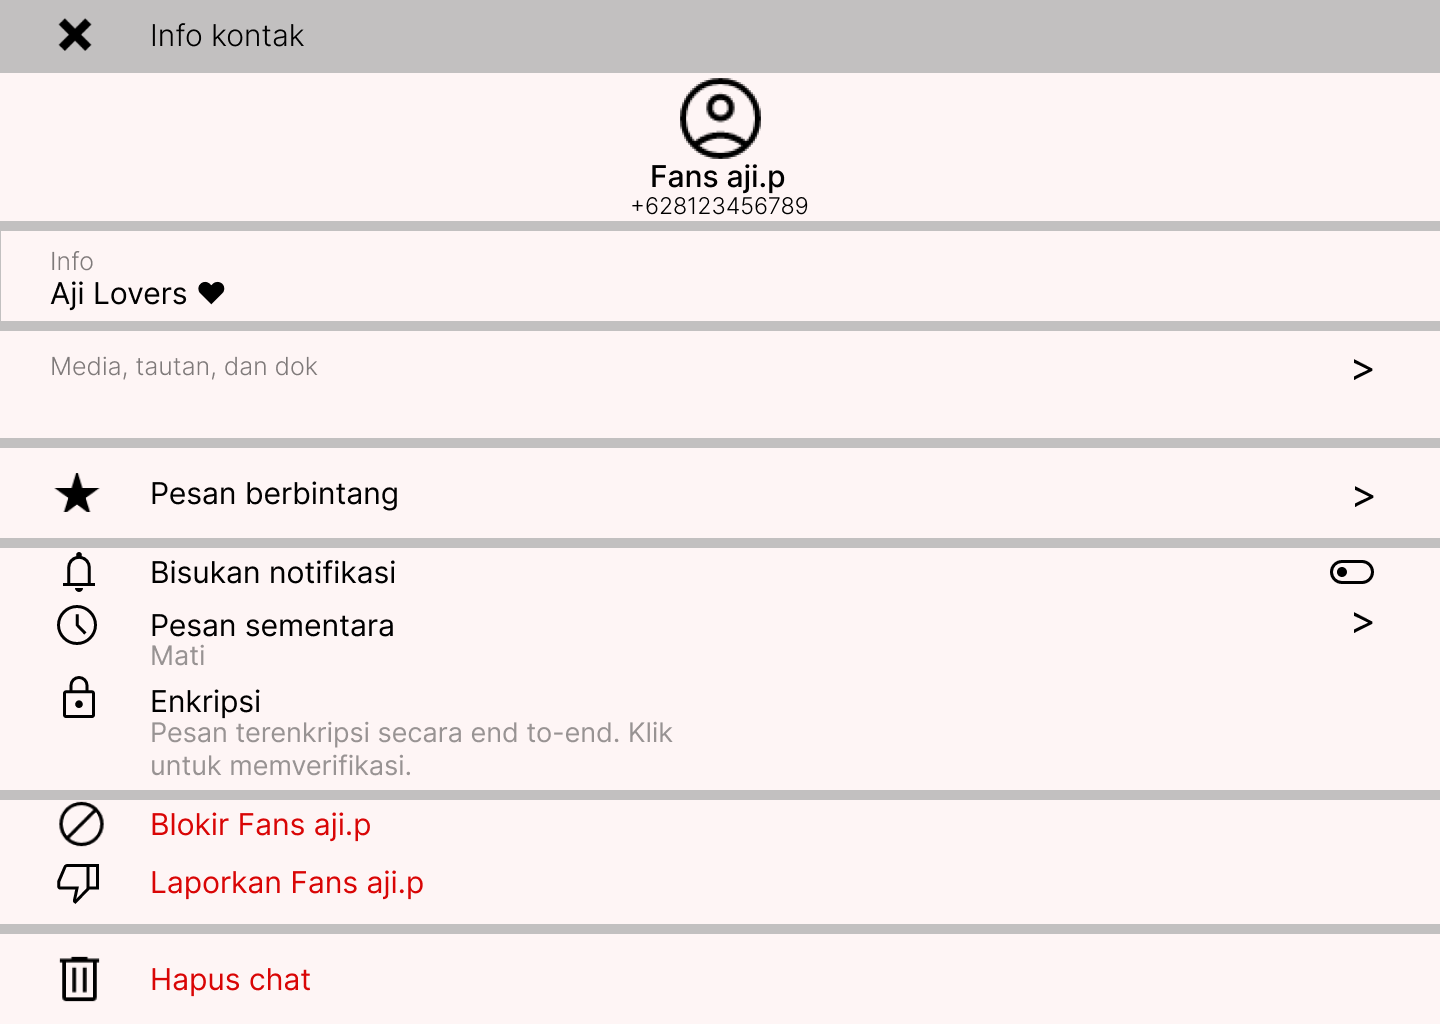 Info kontak
Fans aji.p
+628123456789
Info
Aji Lovers ♥
Media, tautan, dan dok
>
Pesan berbintang
>
Bisukan notifikasi
Pesan sementara
>
Mati
Enkripsi
Pesan terenkripsi secara end to-end. Klik
untuk memverifikasi.
Blokir Fans aji.p
Laporkan Fans aji.p
Hapus chat